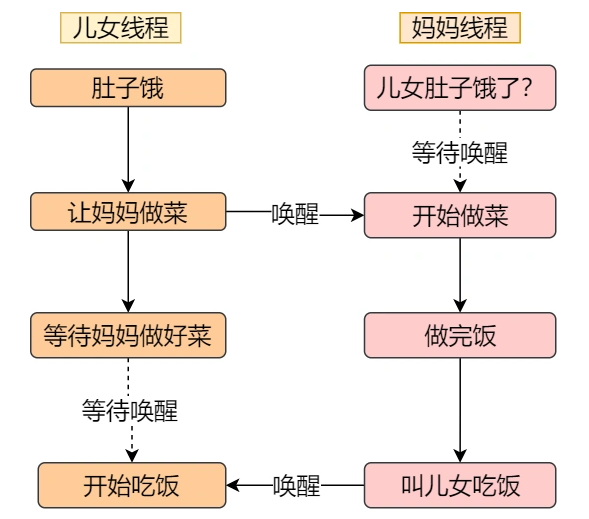 儿女线程
妈妈线程
肚子饿
儿女肚子饿了？
等待唤醒
让妈妈做菜
唤醒
开始做菜
等待妈妈做好菜
做完饭
等待唤醒
开始吃饭
唤醒
叫儿女吃饭